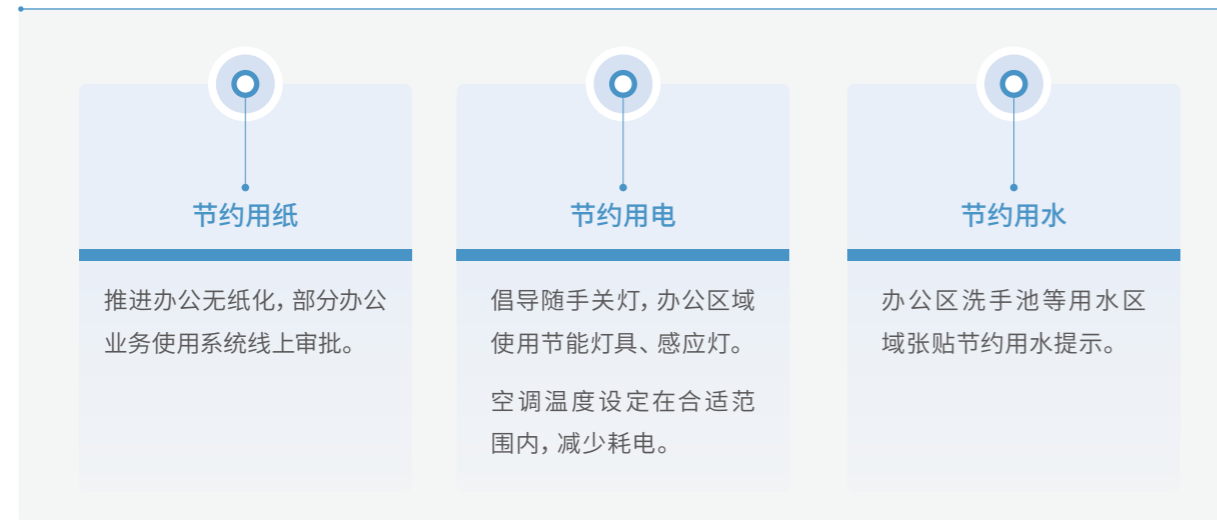 节约用纸
推进办公无纸化，部分办公
业务使用系统线上审批。
节约用电
倡导随手关灯，办公区域
使用节能灯具、感应灯。
空调温度设定在合适范
围内，减少耗电。
节约用水
办公区洗手池等用水区
域张贴节约用水提示。